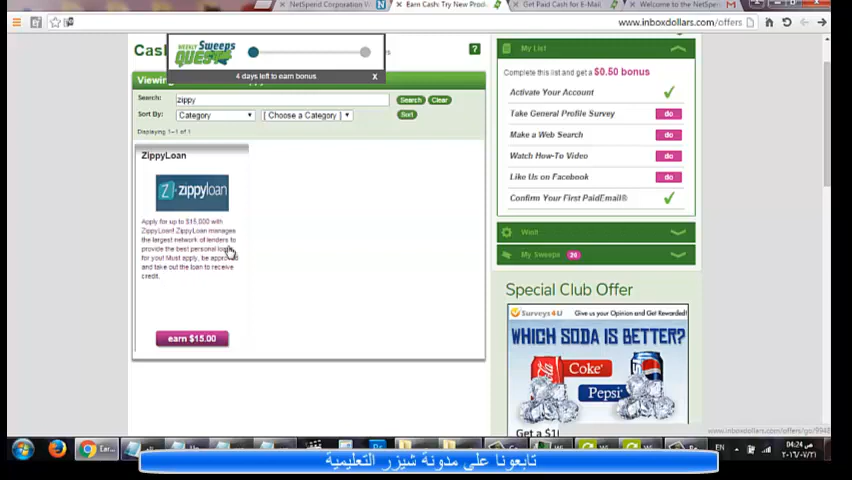 NetSpend Corporation W
Earn Cash: Try New Prod
Get Paid Cash for E-Mail
Welcome to the NetSpen
www.inboxdollars.com/offers
Cas
WEEKLY Sweeps QUEST
4 days left to earn bonus
X
?
Viewing
Search:
zippy
Search
Clear
Sort By:
Category
[ Choose a Category ]
Sort
Displaying 1-1 of 1
ZippyLoan
Z zippyloan
Apply for up to $15,000 with
ZippyLoan! ZippyLoan manages
the largest network of lenders to
provide the best personal
for you! Must apply, be approved
and take out the loan to receive
credit.
earn $15.00
My List
Complete this list and get a $0.50 bonus
Activate Your Account
Take General Profile Survey
do
Make a Web Search
do
Watch How-To Video
do
Like Us on Facebook
do
Confirm Your First PaidEmail®
My Sweeps
Special Club Offer
Surveys4U
Give us your Opinion and Get Rewarded!
WHICH SODA IS BETTER?
Coke
Pepsi
Get a $1
www.inboxdollars.com/offers/go/9948
EN
04:24 ص
تابعونا على مدونة شيزر التعليمية